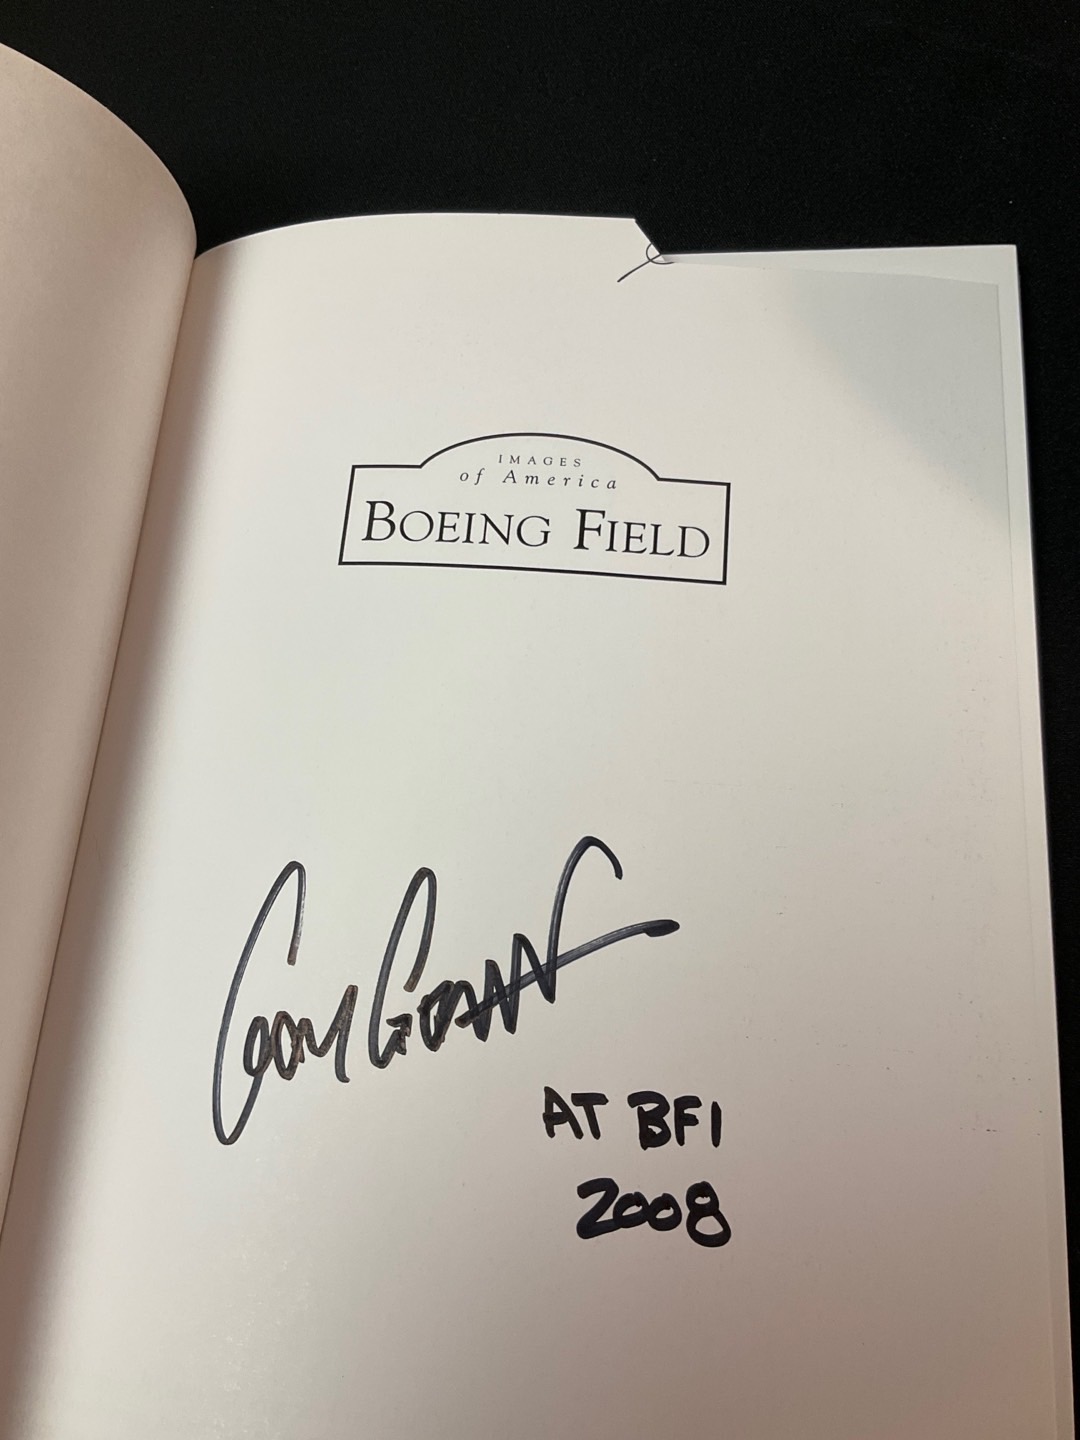 IMAGES
of America
BOEING FIELD
AT BFI
2008